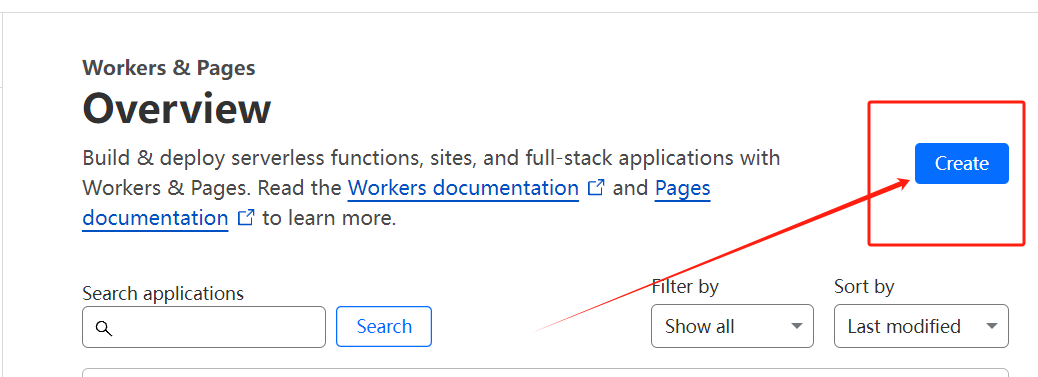 Workers & Pages
Overview
Build & deploy serverless functions, sites, and full-stack applications with
Workers & Pages. Read the Workers documentation and Pages
documentation to learn more.
Create
Search applications
Search
Filter by
Show all
Sort by
Last modified